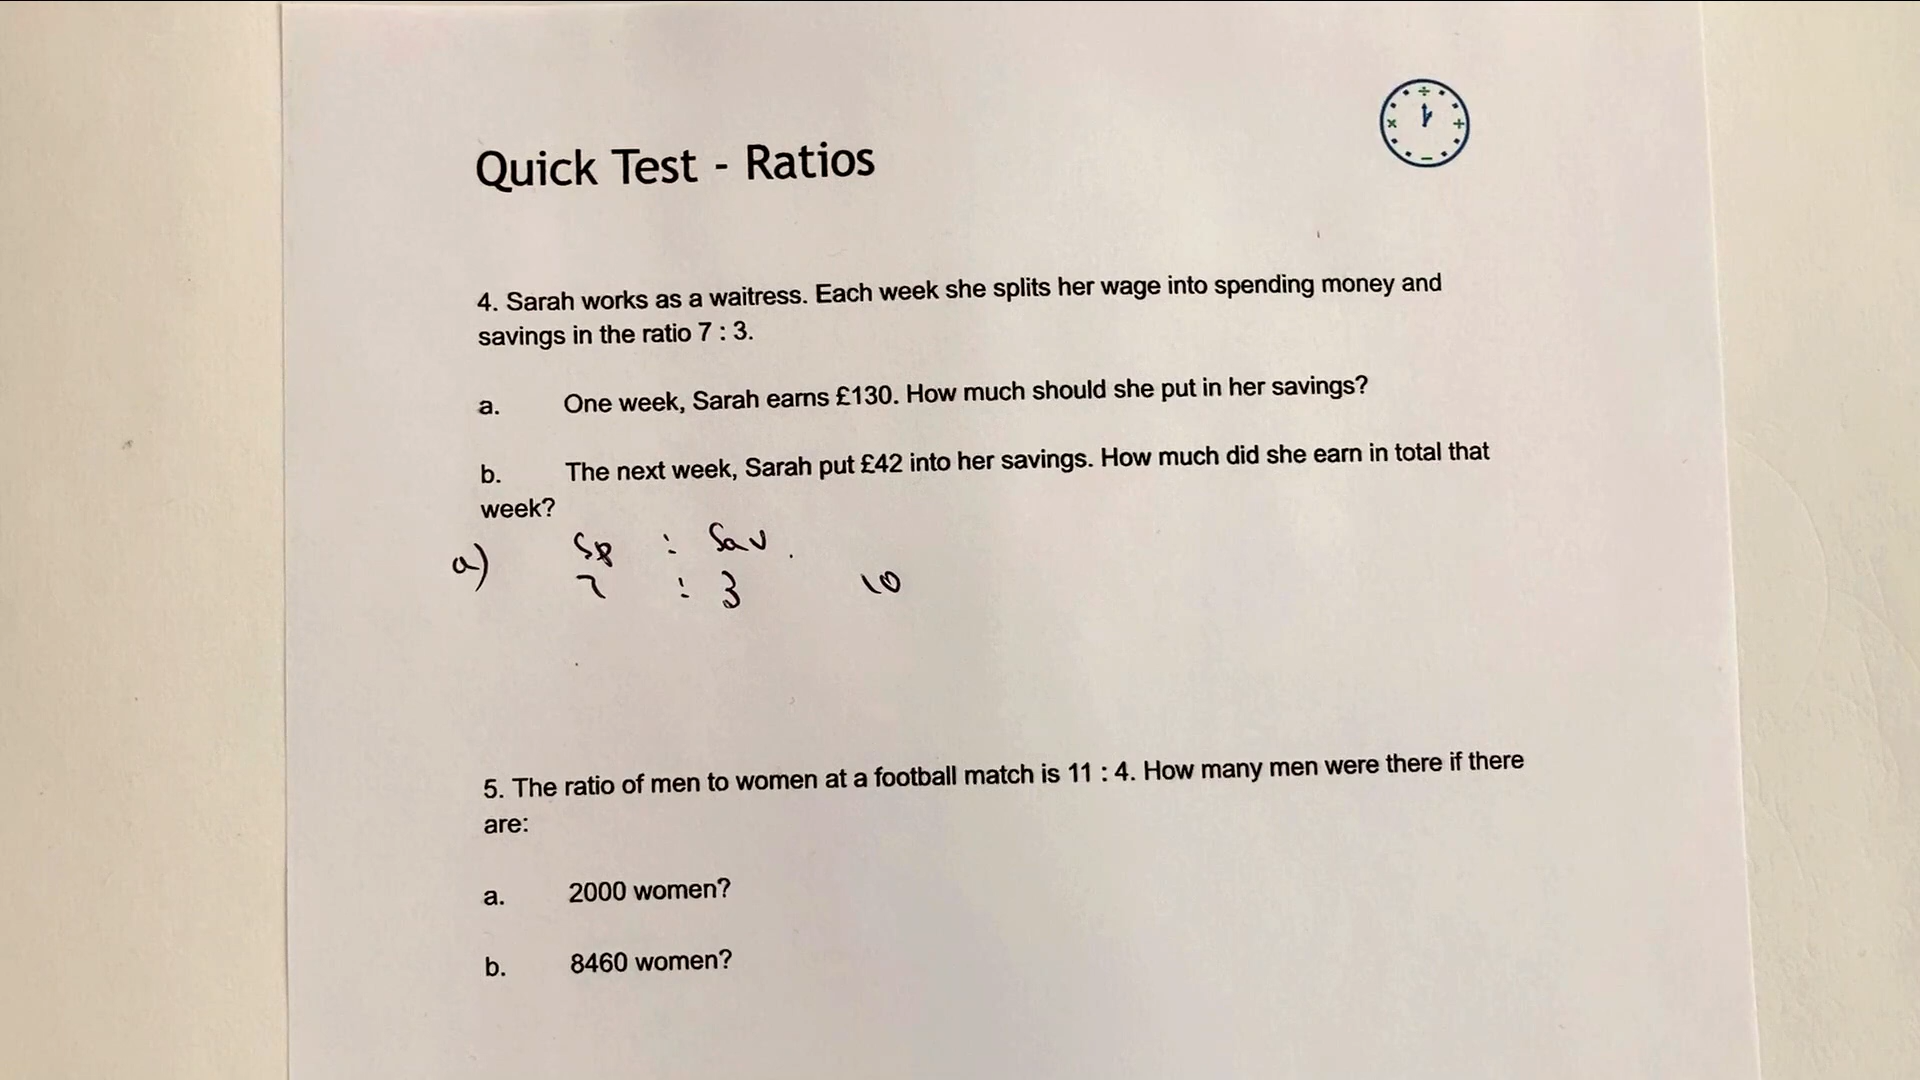 Quick Test - Ratios
4. Sarah works as a waitress. Each week she splits her wage into spending money and
savings in the ratio 7 : 3.
a. One week, Sarah earns £130. How much should she put in her savings?
b. The next week, Sarah put £42 into her savings. How much did she earn in total that
week?
a) Sp : Sav.
7 : 3 10
5. The ratio of men to women at a football match is 11 : 4. How many men were there if there
are:
a. 2000 women?
b. 8460 women?